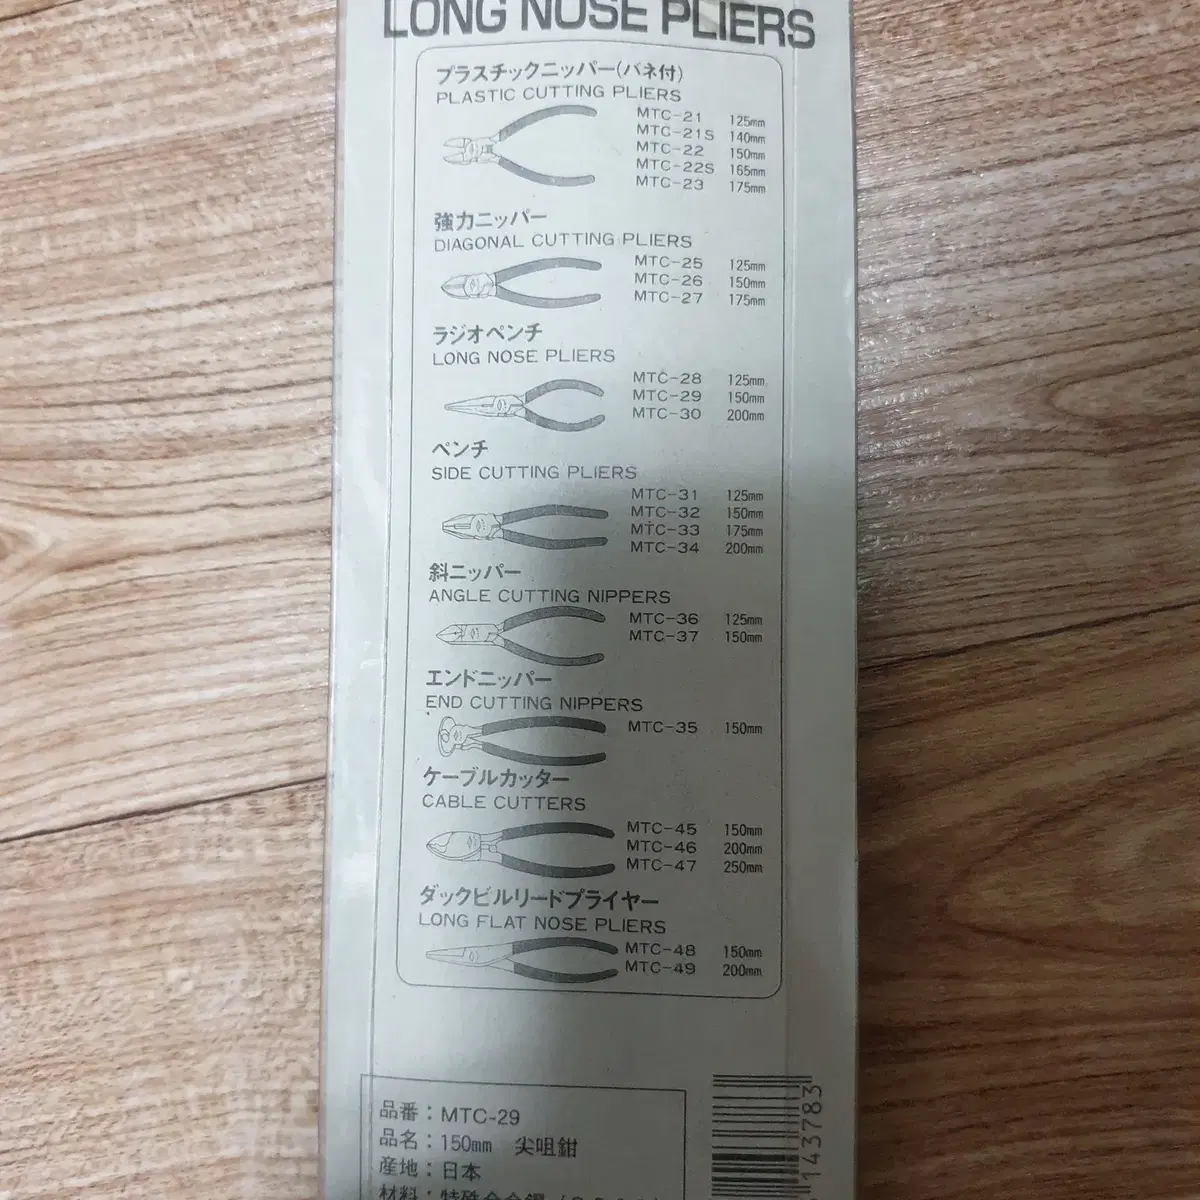 LONG NOSE PLIERS
プラスチックニッパー(バネ付)
PLASTIC CUTTING PLIERS
MTC-21 125mm
MTC-21S 140mm
MTC-22 150mm
MTC-22S 165mm
MTC-23 175mm
強力ニッパー
DIAGONAL CUTTING PLIERS
MTC-25 125mm
MTC-26 150mm
MTC-27 175mm
ラジオペンチ
LONG NOSE PLIERS
MTC-28 125mm
MTC-29 150mm
MTC-30 200mm
ペンチ
SIDE CUTTING PLIERS
MTC-31 125mm
MTC-32 150mm
MTC-33 175mm
MTC-34 200mm
斜ニッパー
ANGLE CUTTING NIPPERS
MTC-36 125mm
MTC-37 150mm
エンドニッパー
END CUTTING NIPPERS
MTC-35 150mm
ケーブルカッター
CABLE CUTTERS
MTC-45 150mm
MTC-46 200mm
MTC-47 250mm
ダックビルリードプライヤー
LONG FLAT NOSE PLIERS
MTC-48 150mm
MTC-49 200mm
品番：MTC-29
品名：150mm 尖咀鉗
産地：日本
材料：特殊合金鋼
143783